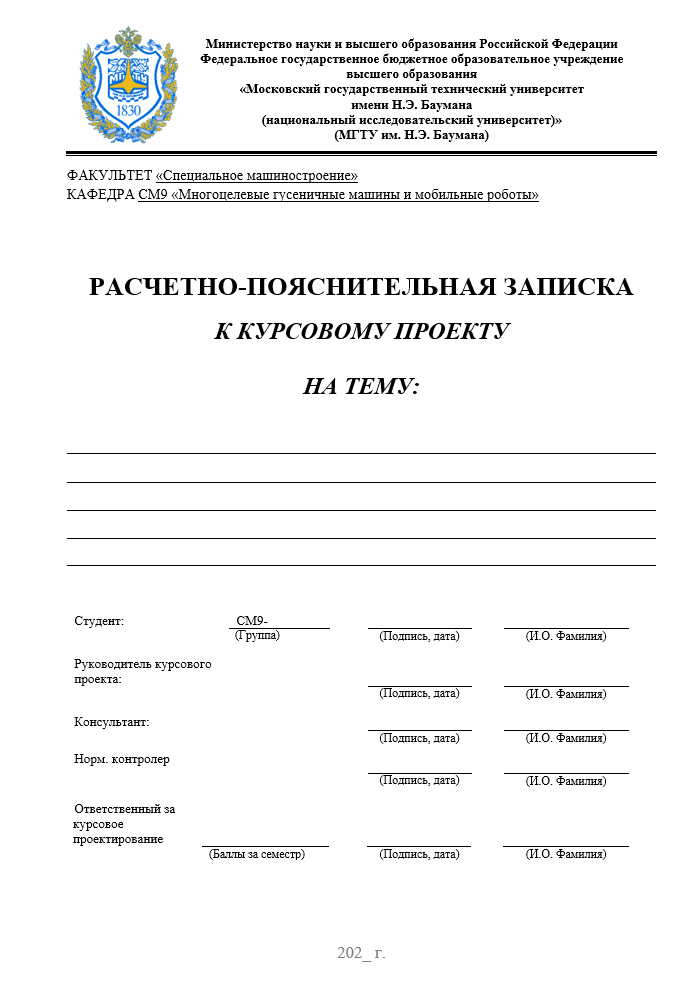 Министерство науки и высшего образования Российской Федерации
Федеральное государственное бюджетное образовательное учреждение
высшего образования
«Московский государственный технический университет
имени Н.Э. Баумана
(национальный исследовательский университет)»
(МГТУ им. Н.Э. Баумана)
МГТУ
1830
ФАКУЛЬТЕТ «Специальное машиностроение»
КАФЕДРА СМ9 «Многоцелевые гусеничные машины и мобильные роботы»
РАСЧЕТНО-ПОЯСНИТЕЛЬНАЯ ЗАПИСКА
К КУРСОВОМУ ПРОЕКТУ
НА ТЕМУ:
Студент: СМ9-
(Группа) (Подпись, дата) (И.О. Фамилия)
Руководитель курсового
проекта:
(Подпись, дата) (И.О. Фамилия)
Консультант:
(Подпись, дата) (И.О. Фамилия)
Норм. контролер
(Подпись, дата) (И.О. Фамилия)
Ответственный за
курсовое
проектирование
(Баллы за семестр) (Подпись, дата) (И.О. Фамилия)
202_ г.